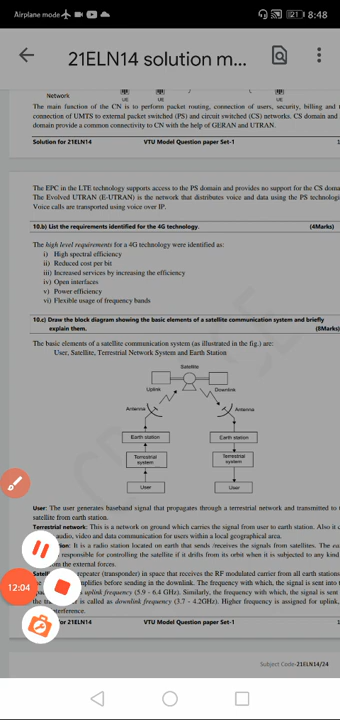 Airplane mode
21
8:48
21ELN14 solution m...
Network
UE
UE
UE
The main function of the CN is to perform packet routing, connection of users, security, billing and
connection of UMTS to external packet switched (PS) and circuit switched (CS) networks. CS domain and
domain provide a common connectivity to CN with the help of GERAN and UTRAN.
Solution for 21ELN14 VTU Model Question paper Set-1
The EPC in the LTE technology supports access to the PS domain and provides no support for the CS doma
The Evolved UTRAN (E-UTRAN) is the network that distributes voice and data using the PS technologi
Voice calls are transported using voice over IP.
10.b) List the requirements identified for the 4G technology. (4Marks)
The high level requirements for a 4G technology were identified as:
i) High spectral efficiency
ii) Reduced cost per bit
iii) Increased services by increasing the efficiency
iv) Open interfaces
v) Power efficiency
vi) Flexible usage of frequency bands
10.c) Draw the block diagram showing the basic elements of a satellite communication system and briefly
explain them. (8Marks)
The basic elements of a satellite communication system (as illustrated in the fig.) are:
User, Satellite, Terrestrial Network System and Earth Station
Satellite
Uplink
Downlink
Antenna
Antenna
Earth station
Earth station
Terrestrial system
Terrestrial system
User
User
User: The user generates baseband signal that propagates through a terrestrial network and transmitted to
satellite from earth station.
Terrestrial network: This is a network on ground which carries the signal from user to earth station. Also it
audio, video and data communication for users within a local geographical area.
: It is a radio station located on earth that sends /receives the signals from satellites. The
responsible for controlling the satellite if it drifts from its orbit when it is subjected to any kind
the external forces.
repeater (transponder) in space that receives the RF modulated carrier from all earth stations
amplifies before sending in the downlink. The frequency with which, the signal is sent into
uplink frequency (5.9 - 6.4 GHz). Similarly, the frequency with which, the signal is sent
is called as downlink frequency (3.7 - 4.2GHz). Higher frequency is assigned for uplink,
interference.
12:04
for 21ELN14 VTU Model Question paper Set-1
Subject Code-21ELN14/24